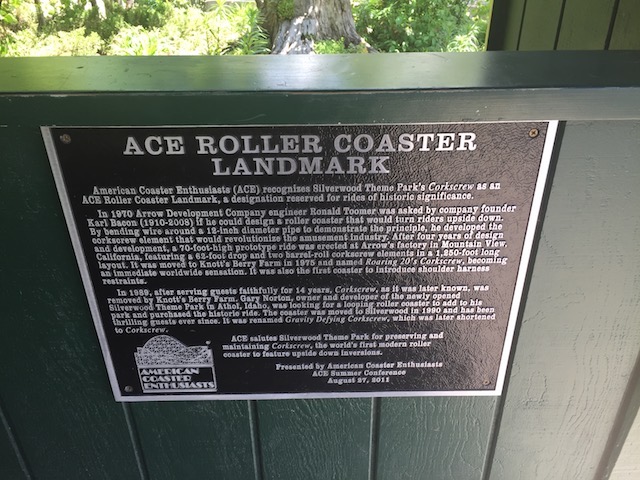 ACE ROLLER COASTER
LANDMARK
American Coaster Enthusiasts (ACE) recognizes Silverwood Theme Park's, Corkscrew as an
ACE Roller Coaster Landmark, a designation reserved for rides of historic significance.
In 1970 Arrow Development Company engineer Ronald Toomer was asked by company founder
Karl Bacon (1910-2008) if he could design a roller coaster that would turn riders upside down.
By bending wire around a 12-inch diameter pipe to demonstrate the principle, he developed the
corkscrew element that would revolutionize the amusement industry. After four years of design
and development, a 70-foot-high prototype ride was erected at Arrow's factory in Mountain View,
California, featuring a 62-foot drop and two barrel-roll corkscrew elements in a 1,250-foot long
layout. It was moved to Knott's Berry Farm in 1975 and named Roaring 20's Corkscrew, becoming
an immediate worldwide sensation. It was also the first coaster to introduce shoulder harness
restraints.
In 1989, after serving guests faithfully for 14 years, Corkscrew, as it was later known, was
removed by Knott's Berry Farm. Gary Norton, owner and developer of the newly opened
Silverwood Theme Park in Athol, Idaho, was looking for a looping roller coaster to add to his
park and purchased the historic ride. The coaster was moved to Silverwood in 1990 and has been
thrilling guests ever since. It was renamed Gravity Defying Corkscrew, which was later shortened
to Corkscrew.
ACE salutes Silverwood Theme Park for preserving and
maintaining Corkscrew, the world's first modern roller
coaster to feature upside down inversions.
Presented by American Coaster Enthusiasts
ACE Summer Conference
August 27, 2011
AMERICAN
COASTER
ENTHUSIASTS